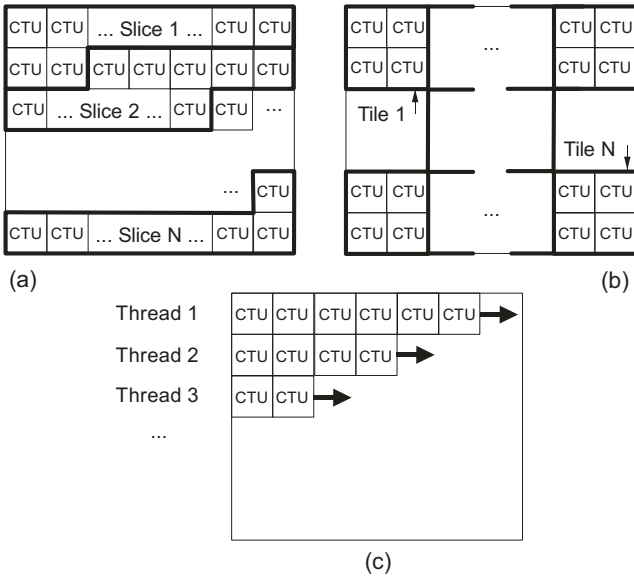 CTU CTU ... Slice 1 ... CTU CTU
CTU CTU CTU CTU CTU CTU CTU
CTU ... Slice 2 ... CTU CTU ...
... CTU
CTU CTU ... Slice N ... CTU CTU
(a)
CTU CTU ... CTU CTU
CTU CTU CTU CTU
Tile 1
Tile N
CTU CTU ... CTU CTU
CTU CTU CTU CTU
(b)
Thread 1 CTU CTU CTU CTU CTU CTU
Thread 2 CTU CTU CTU CTU
Thread 3 CTU CTU
...
(c)